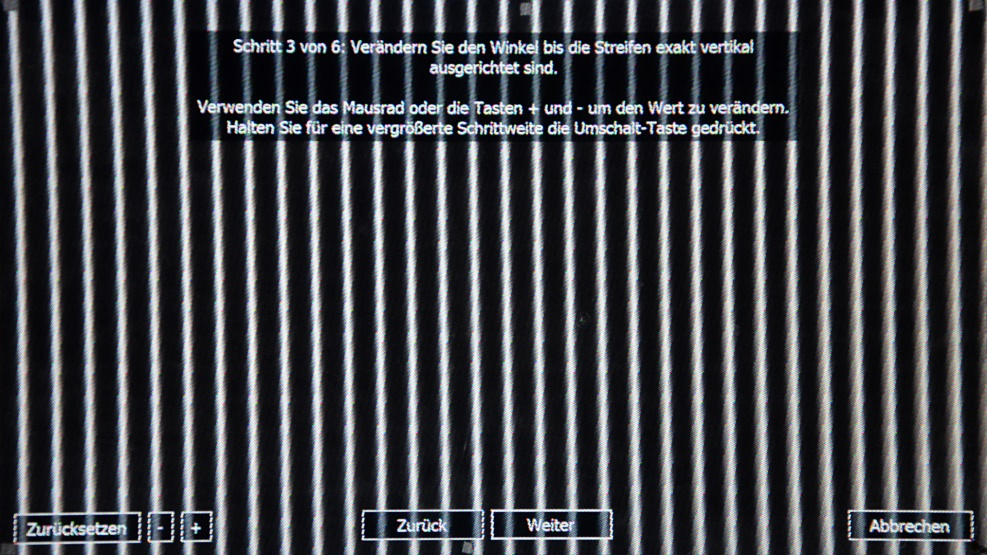 Schritt 3 von 6: Verändern Sie den Winkel bis die Streifen exakt vertikal
ausgerichtet sind.
Verwenden Sie das Mausrad oder die Tasten + und - um den Wert zu verändern.
Halten Sie für eine vergrößerte Schrittweite die Umschalt-Taste gedrückt.
Zurücksetzen - + Zurück Weiter Abbrechen